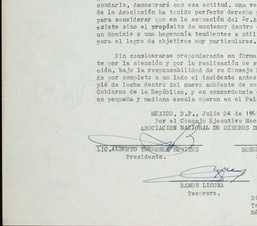 cundario, demostrará con esa actitud, una ve
de la Asociación ha tenido perfecto derecho
para considerar que en la actuación del Sr. A
existe sino el propósito de mantener dentro
un dominio o una hegemonía tendientes a util
para el logro de objetivos muy particulares.
Sin considerarse preponderante en forma
te por la atención y por la realización de s
ción, bajo la responsabilidad de su Consejo
do por completo a un lado el incidente antes
pié de lucha dentro del nuevo ambiente de co
Gobierno de la República, y en concordancia
en pequeña y mediana escala operan en el País
MEXICO, D.F., Julio 24 de 196
Por el Consejo Ejecutivo Nac
ASOCIACION NACIONAL DE MINEROS DE
LIC. ALBERTO BENITEZ
Presidente.
RAMON LICONA
Tesorero.